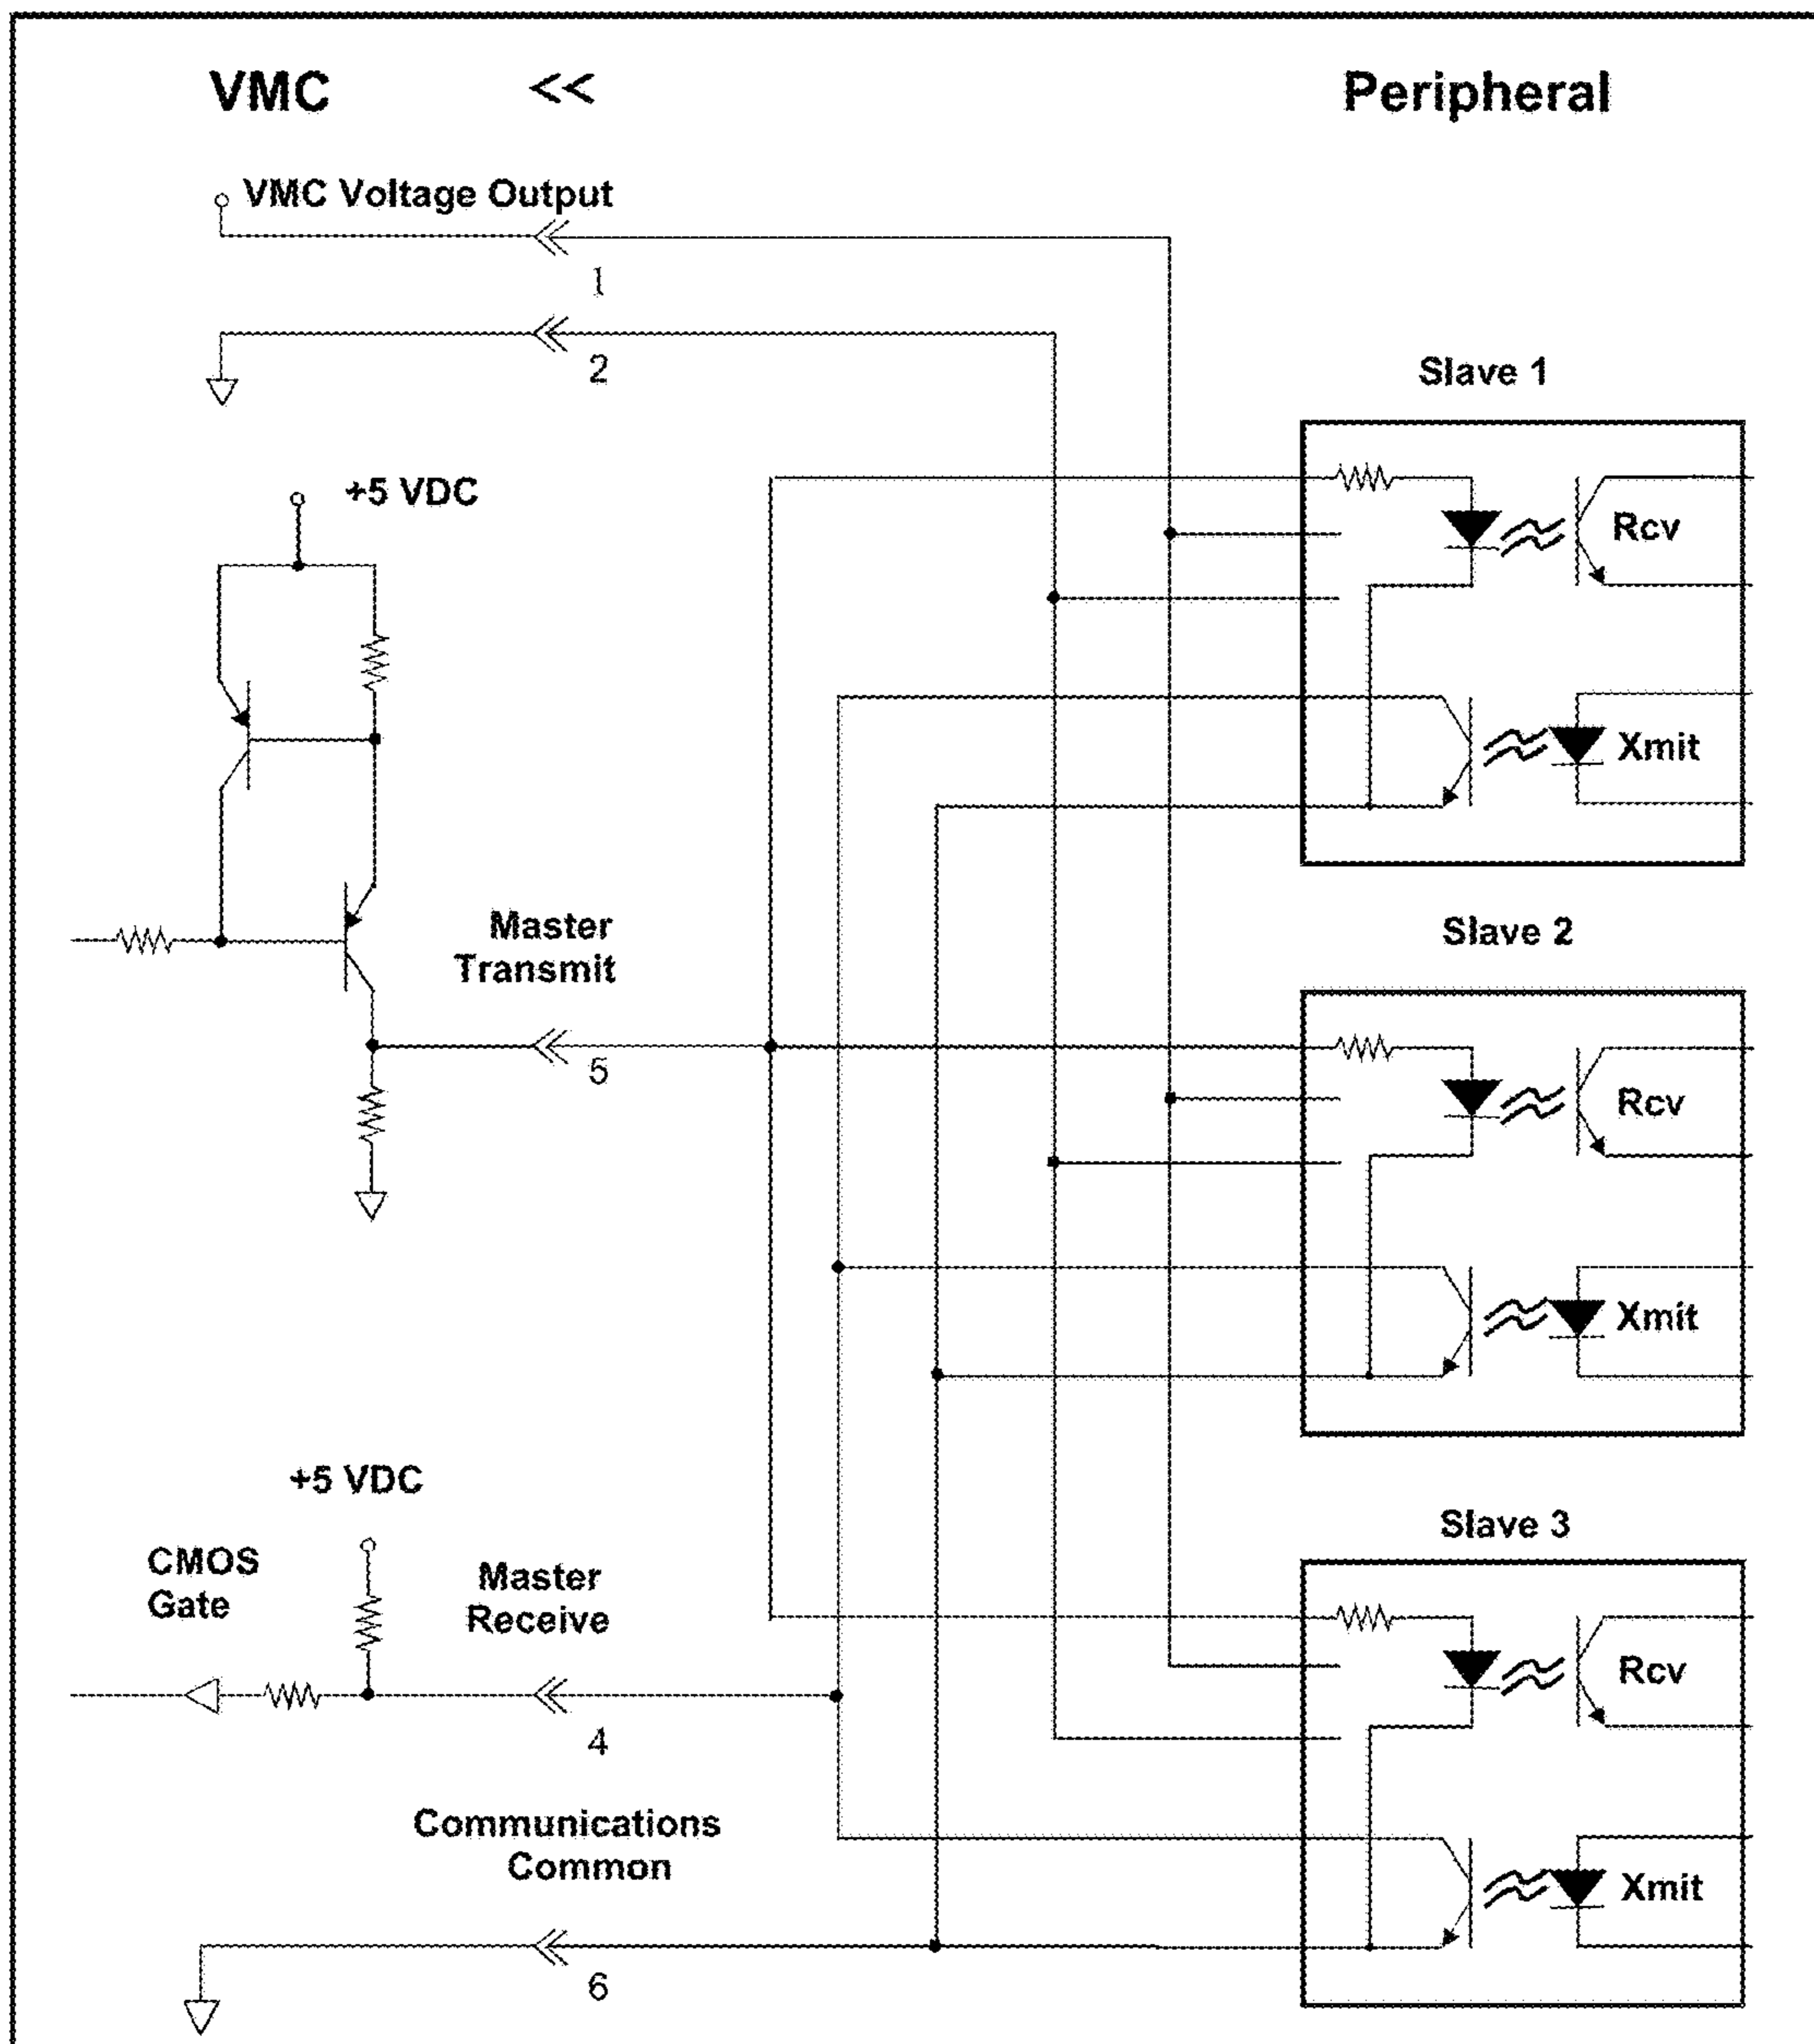 VMC << Peripheral
VMC Voltage Output
1
2
Slave 1
+5 VDC
Rcv
Xmit
Master
Transmit
5
Slave 2
Rcv
Xmit
+5 VDC
CMOS
Gate
Master
Receive
4
Slave 3
Rcv
Communications
Common
Xmit
6